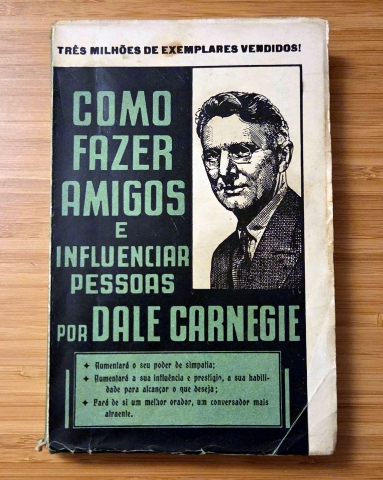 TRÊS MILHÕES DE EXEMPLARES VENDIDOS!
COMO
FAZER
AMIGOS
E
INFLUENCIAR
PESSOAS
POR DALE CARNEGIE
Aumentará o seu poder de simpatia;
Aumentará a sua influência e prestígio, a sua habili-
dade para alcançar o que deseja;
Fará de si um melhor orador, um conversador mais
atraente.